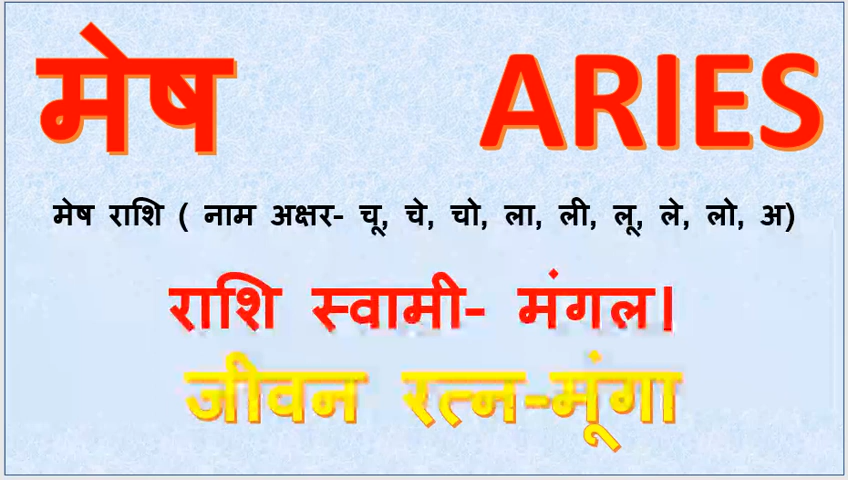 मेष ARIES
मेष राशि ( नाम अक्षर- चू, चे, चो, ला, ली, लू, ले, लो, अ)
राशि स्वामी- मंगल।
जीवन रत्न-मूंगा